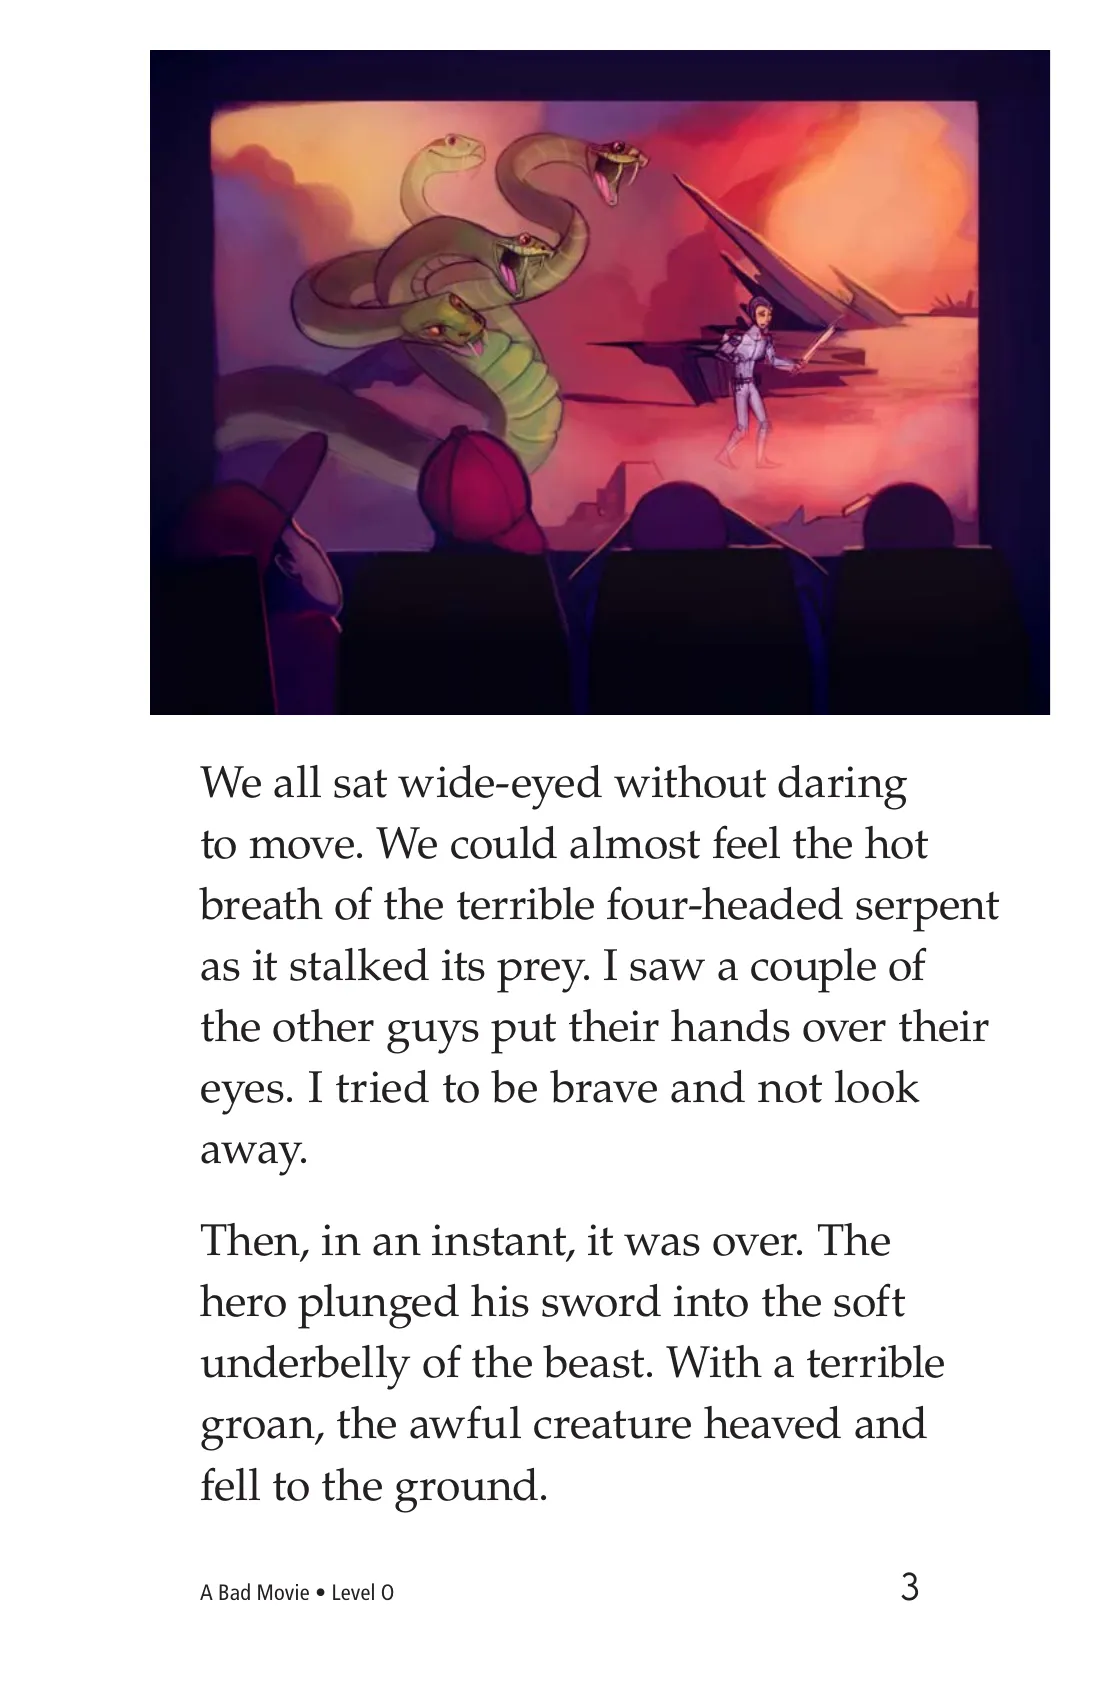 We all sat wide-eyed without daring
to move. We could almost feel the hot
breath of the terrible four-headed serpent
as it stalked its prey. I saw a couple of
the other guys put their hands over their
eyes. I tried to be brave and not look
away.
Then, in an instant, it was over. The
hero plunged his sword into the soft
underbelly of the beast. With a terrible
groan, the awful creature heaved and
fell to the ground.
A Bad Movie • Level O 3